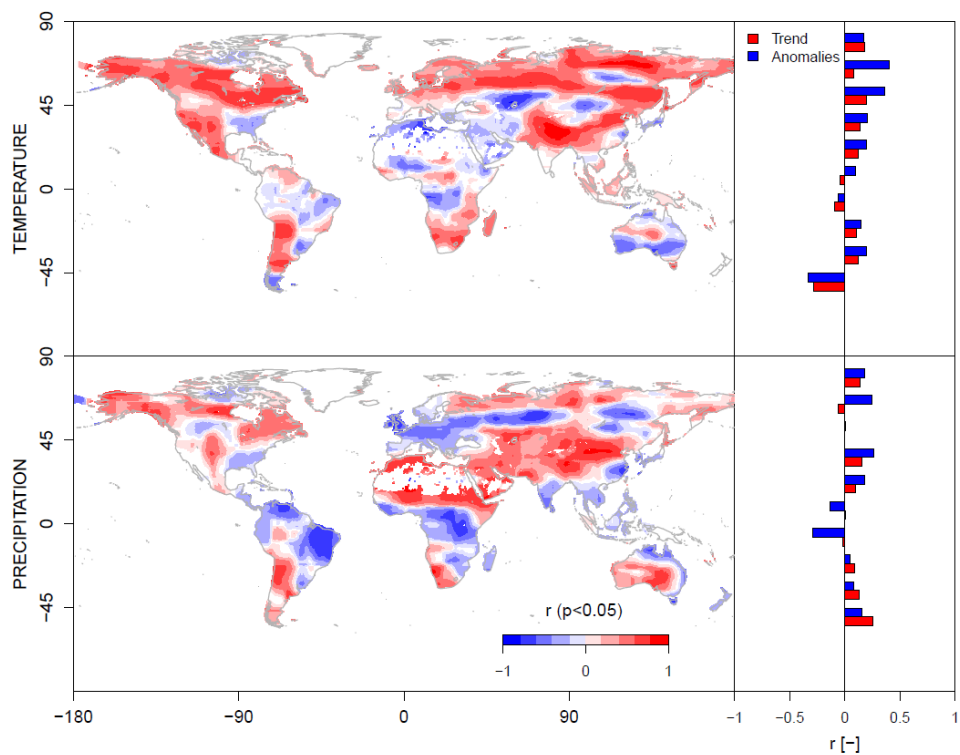 90
45
0
−45
TEMPERATURE
Trend
Anomalies
90
45
0
−45
PRECIPITATION
r (p<0.05)
−1 0 1
−180 −90 0 90 −1 −0.5 0 0.5 1
r [−]